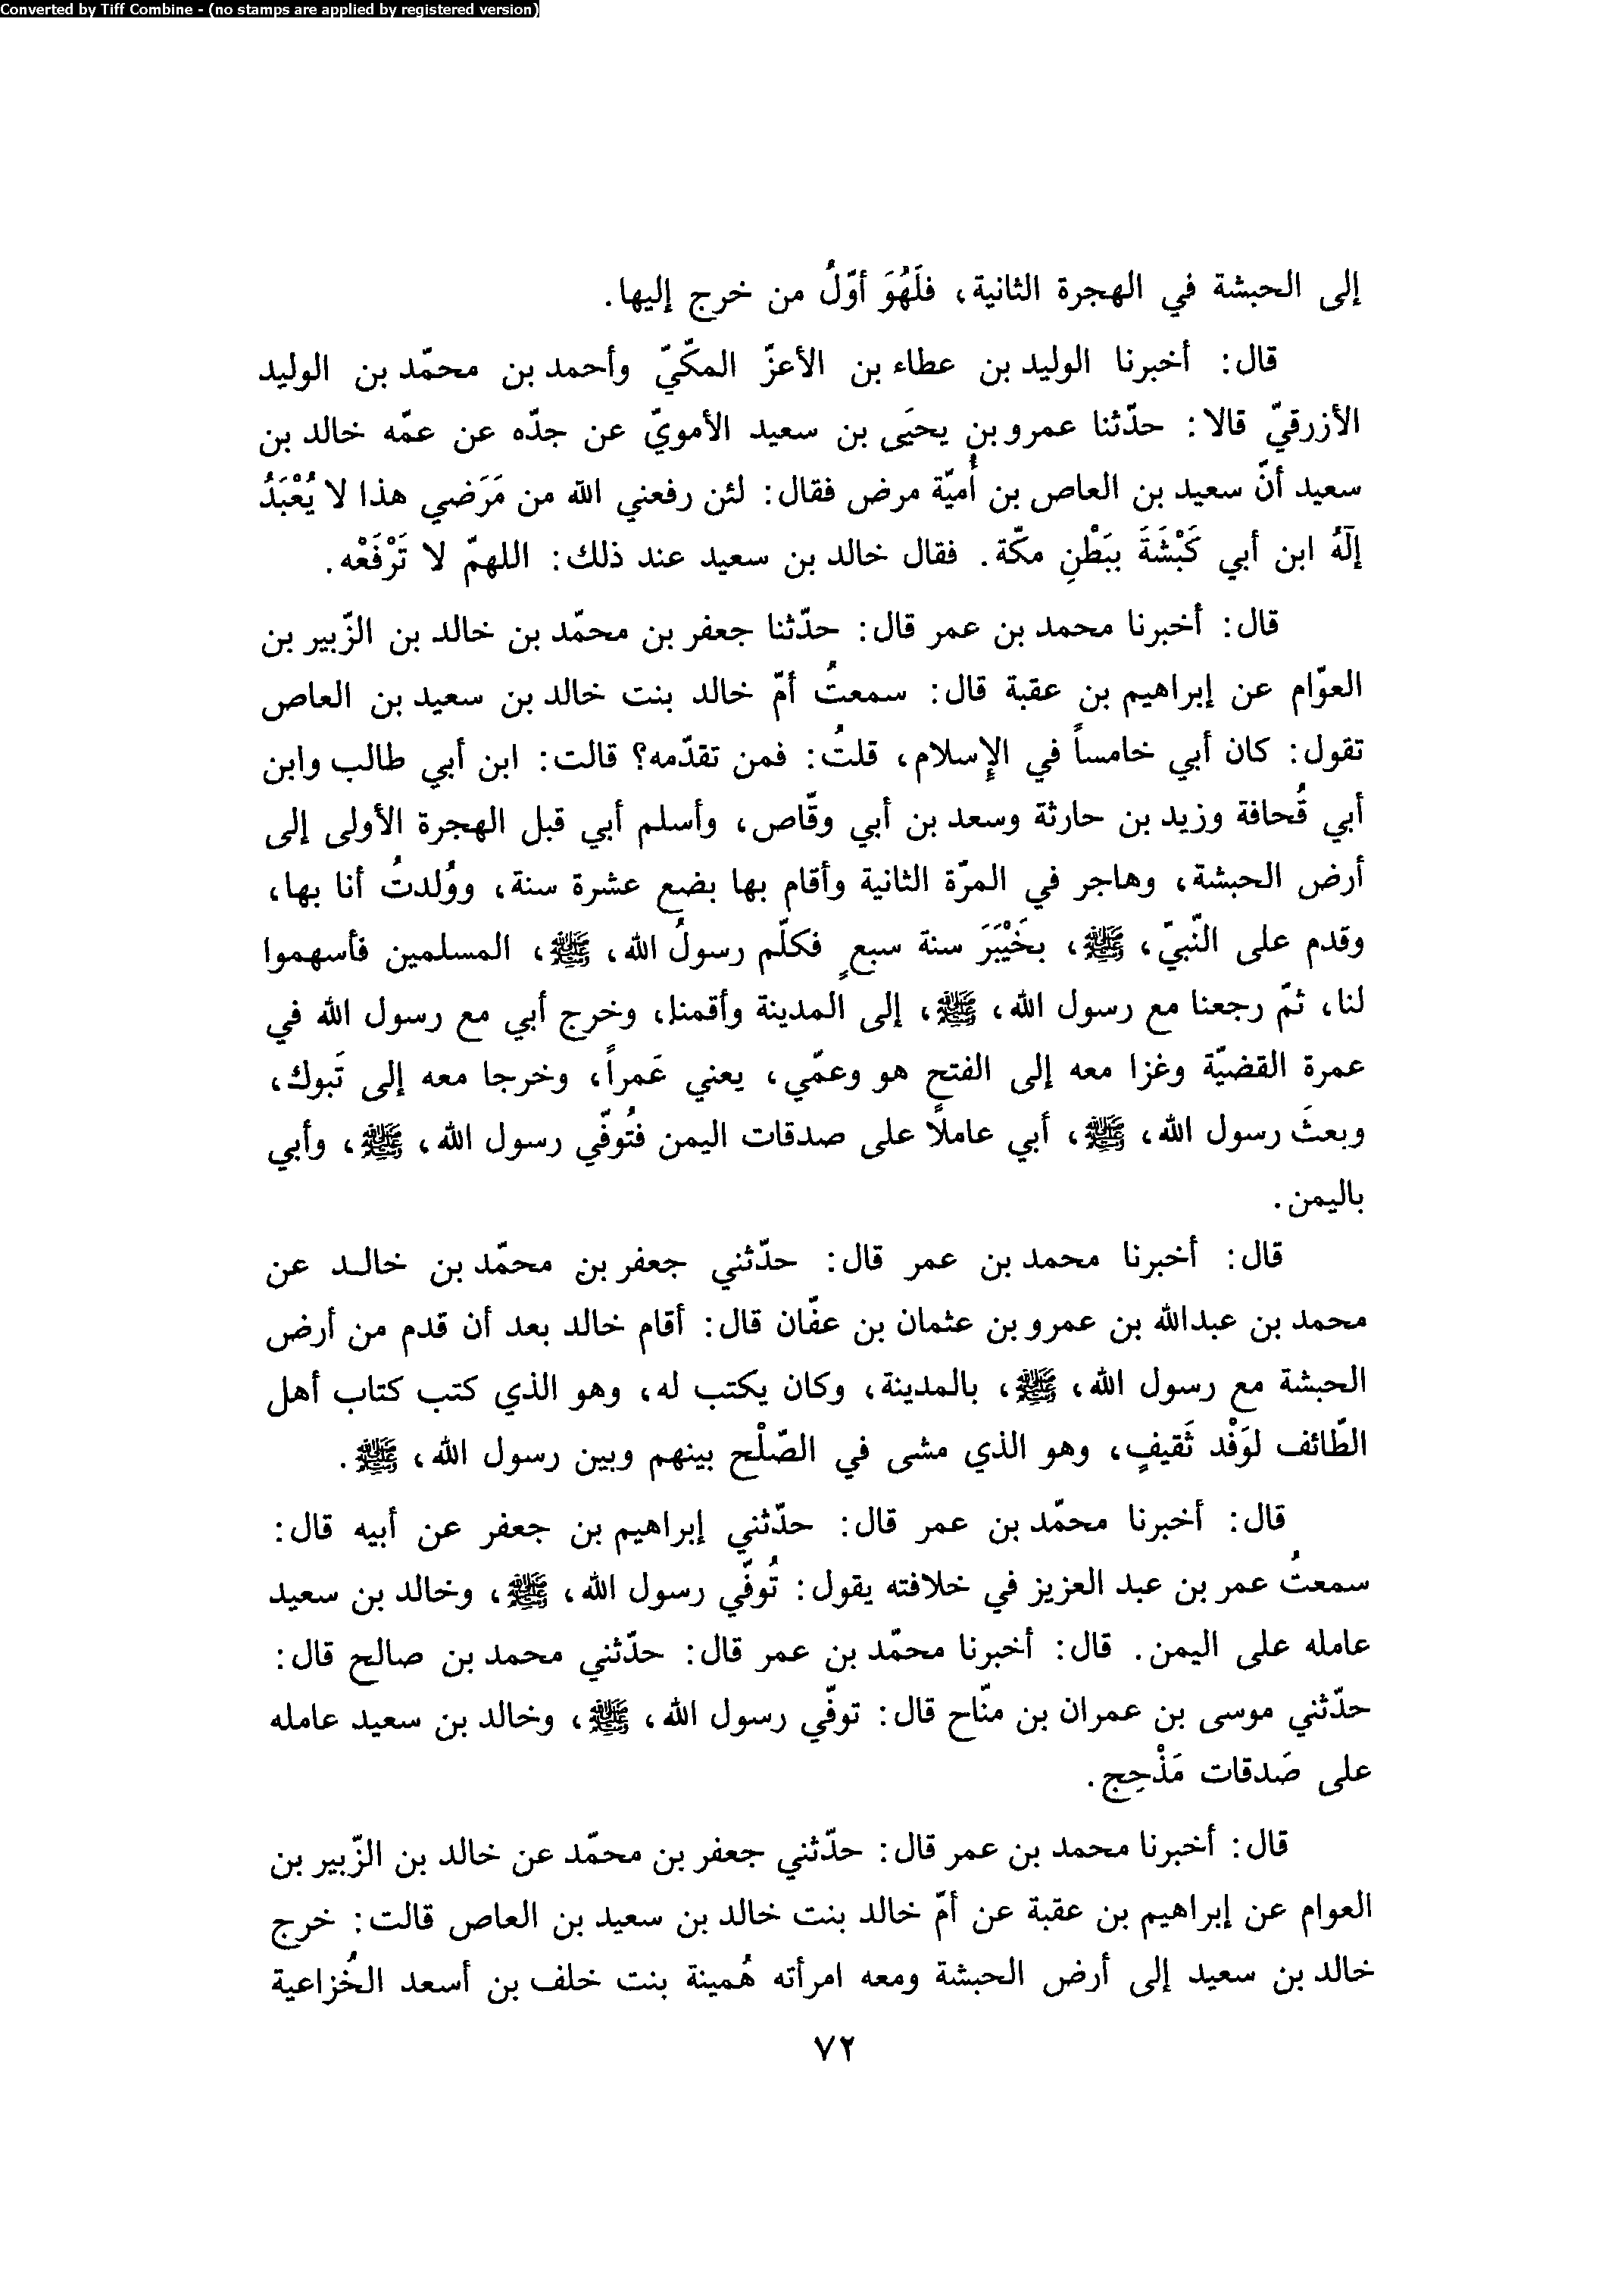 Converted by Tiff Combine - (no stamps are applied by registered version)
إلى الحبشة في الهجرة الثانية، فلَهُوَ أوّلُ من خرج إليها.
قال: أخبرنا الوليد بن عطاء بن الأعزّ المكّيّ وأحمد بن محمّد بن الوليد
الأزرقيّ قالا: حدّثنا عمرو بن يحيَى بن سعيد الأمويّ عن جدّه عن عمّه خالد بن
سعيد أنّ سعيد بن العاص بن أُميّة مرض فقال: لئن رفعني الله من مَرَضي هذا لا يُعْبَدُ
إلَهُ ابن أبي كَبْشَةَ ببَطْنِ مكّة. فقال خالد بن سعيد عند ذلك: اللهمّ لا تَرْفَعْه.
قال: أخبرنا محمد بن عمر قال: حدّثنا جعفر بن محمّد بن خالد بن الزّبير بن
العوّام عن إبراهيم بن عقبة قال: سمعتُ أمّ خالد بنت خالد بن سعيد بن العاص
تقول: كان أبي خامساً في الإسلام، قلتُ: فمن تقدّمه؟ قالت: ابن أبي طالب وابن
أبي قُحافة وزيد بن حارثة وسعد بن أبي وقّاص، وأسلم أبي قبل الهجرة الأولى إلى
أرض الحبشة، وهاجر في المرّة الثانية وأقام بها بضع عشرة سنة، ووُلدتُ أنا بها،
وقدم على النّبيّ، ﷺ، بخَيْبَرَ سنة سبعٍ فكلّم رسولُ الله، ﷺ، المسلمين فأسهموا
لنا، ثمّ رجعنا مع رسول الله، ﷺ، إلى المدينة وأقمنا، وخرج أبي مع رسول الله في
عمرة القضيّة وغزا معه إلى الفتح هو وعمّي، يعني عَمراً، وخرجا معه إلى تَبوك،
وبعثَ رسول الله، ﷺ، أبي عاملًا على صدقات اليمن فتُوفّي رسول الله، ﷺ، وأبي
باليمن.
قال: أخبرنا محمد بن عمر قال: حدّثني جعفر بن محمّد بن خالد عن
محمد بن عبدالله بن عمرو بن عثمان بن عفّان قال: أقام خالد بعد أن قدم من أرض
الحبشة مع رسول الله، ﷺ، بالمدينة، وكان يكتب له، وهو الذي كتب كتاب أهل
الطّائف لوَفْد ثَقيفٍ، وهو الذي مشى في الصّلْح بينهم وبين رسول الله، ﷺ.
قال: أخبرنا محمّد بن عمر قال: حدّثني إبراهيم بن جعفر عن أبيه قال:
سمعتُ عمر بن عبد العزيز في خلافته يقول: تُوفّي رسول الله، ﷺ، وخالد بن سعيد
عامله على اليمن. قال: أخبرنا محمّد بن عمر قال: حدّثني محمد بن صالح قال:
حدّثني موسى بن عمران بن منّاح قال: توفّي رسول الله، ﷺ، وخالد بن سعيد عامله
على صَدقات مَذْحِج.
قال: أخبرنا محمد بن عمر قال: حدّثني جعفر بن محمّد عن خالد بن الزّبير بن
العوام عن إبراهيم بن عقبة عن أمّ خالد بنت خالد بن سعيد بن العاص قالت: خرج
خالد بن سعيد إلى أرض الحبشة ومعه امرأته هُمينة بنت خلف بن أسعد الخُزاعية
٧٢